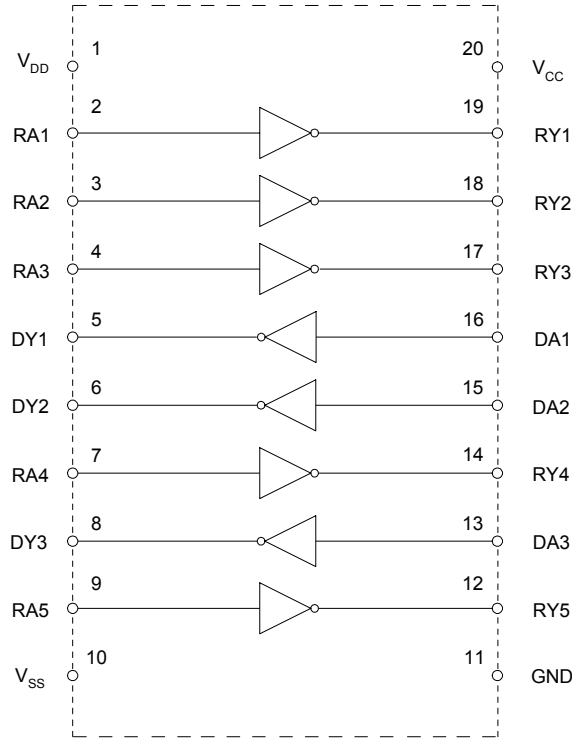 V_DD 1 20 V_CC
RA1 2 19 RY1
RA2 3 18 RY2
RA3 4 17 RY3
DY1 5 16 DA1
DY2 6 15 DA2
RA4 7 14 RY4
DY3 8 13 DA3
RA5 9 12 RY5
V_SS 10 11 GND